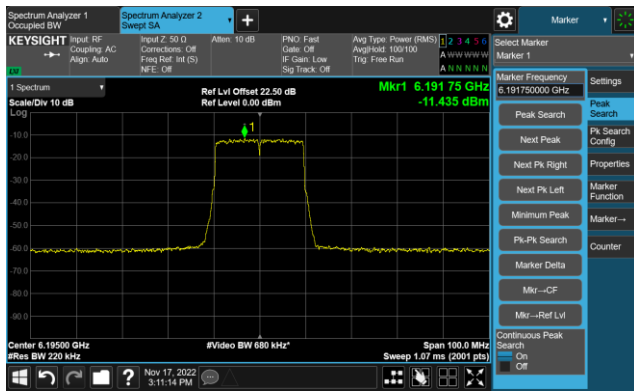 Spectrum Analyzer 1
Occupied BW
Spectrum Analyzer 2
Swept SA
Marker
KEYSIGHT
Input: RF
Coupling: AC
Align: Auto
Input Z: 50 Ω
Corrections: Off
Freq Ref: Int (S)
NFE: Off
Atten: 10 dB
PNO: Fast
Gate: Off
IF Gain: Low
Sig Track: Off
Avg Type: Power (RMS)
Avg|Hold: 100/100
Trig: Free Run
1 2 3 4 5 6
A W W W W W
A N N N N N
Select Marker
Marker 1
1 Spectrum
Scale/Div 10 dB
Log
Ref Lvl Offset 22.50 dB
Ref Level 0.00 dBm
Mkr1 6.191 75 GHz
-11.435 dBm
1
-10.0
-20.0
-30.0
-40.0
-50.0
-60.0
-70.0
-80.0
-90.0
Center 6.19500 GHz
#Res BW 220 kHz
#Video BW 680 kHz*
Span 100.0 MHz
Sweep 1.07 ms (2001 pts)
Marker Frequency
6.191750000 GHz
Peak Search
Next Peak
Next Pk Right
Next Pk Left
Minimum Peak
Pk-Pk Search
Marker Delta
Mkr→CF
Mkr→Ref Lvl
Continuous Peak
Search
On
Off
Settings
Peak
Search
Pk Search
Config
Properties
Marker
Function
Marker→
Counter
?
Nov 17, 2022
3:11:14 PM